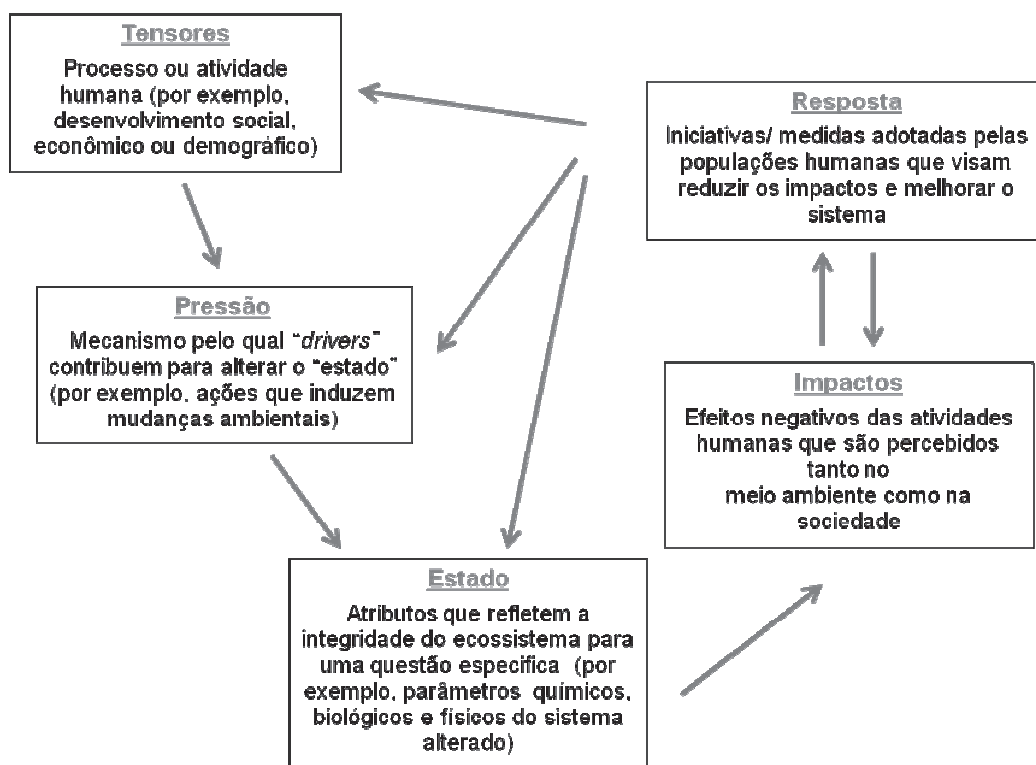 Tensores
Processo ou atividade
humana (por exemplo,
desenvolvimento social,
econômico ou demográfico)
Resposta
Iniciativas/ medidas adotadas pelas
populações humanas que visam
reduzir os impactos e melhorar o
sistema
Pressão
Mecanismo pelo qual “drivers”
contribuem para alterar o “estado”
(por exemplo, ações que induzem
mudanças ambientais)
Impactos
Efeitos negativos das atividades
humanas que são percebidos
tanto no
meio ambiente como na
sociedade
Estado
Atributos que refletem a
integridade do ecossistema para
uma questão especifica (por
exemplo, parâmetros químicos,
biológicos e físicos do sistema
alterado)